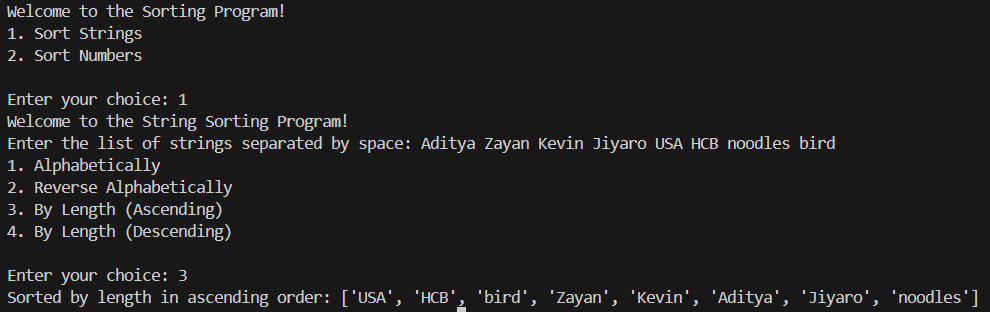 Welcome to the Sorting Program!
1. Sort Strings
2. Sort Numbers
Enter your choice: 1
Welcome to the String Sorting Program!
Enter the list of strings separated by space: Aditya Zayan Kevin Jiyaro USA HCB noodles bird
1. Alphabetically
2. Reverse Alphabetically
3. By Length (Ascending)
4. By Length (Descending)
Enter your choice: 3
Sorted by length in ascending order: ['USA', 'HCB', 'bird', 'Zayan', 'Kevin', 'Aditya', 'Jiyaro', 'noodles']